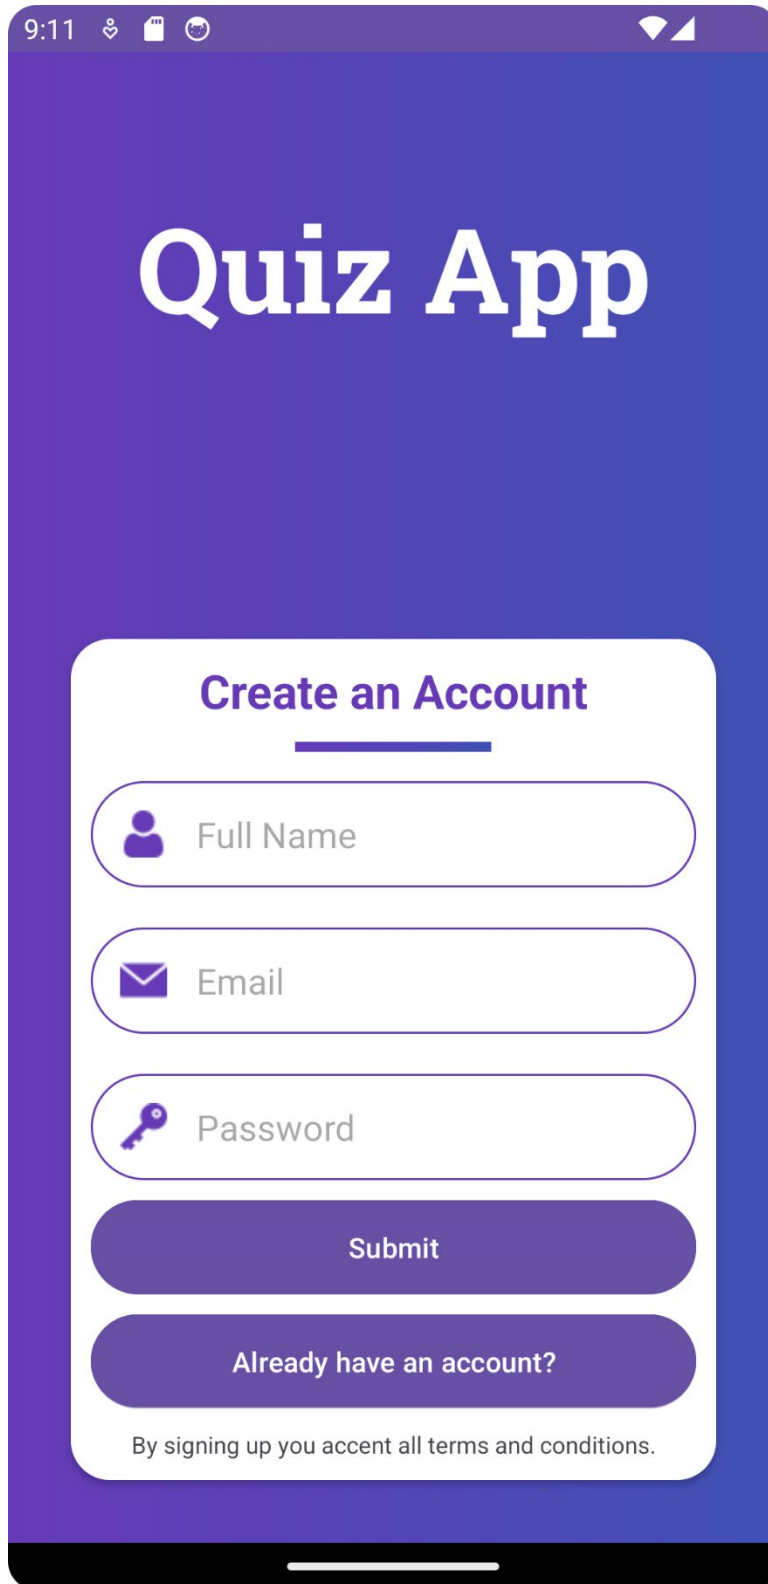 9:11
Quiz App
Create an Account
Full Name
Email
Password
Submit
Already have an account?
By signing up you accent all terms and conditions.